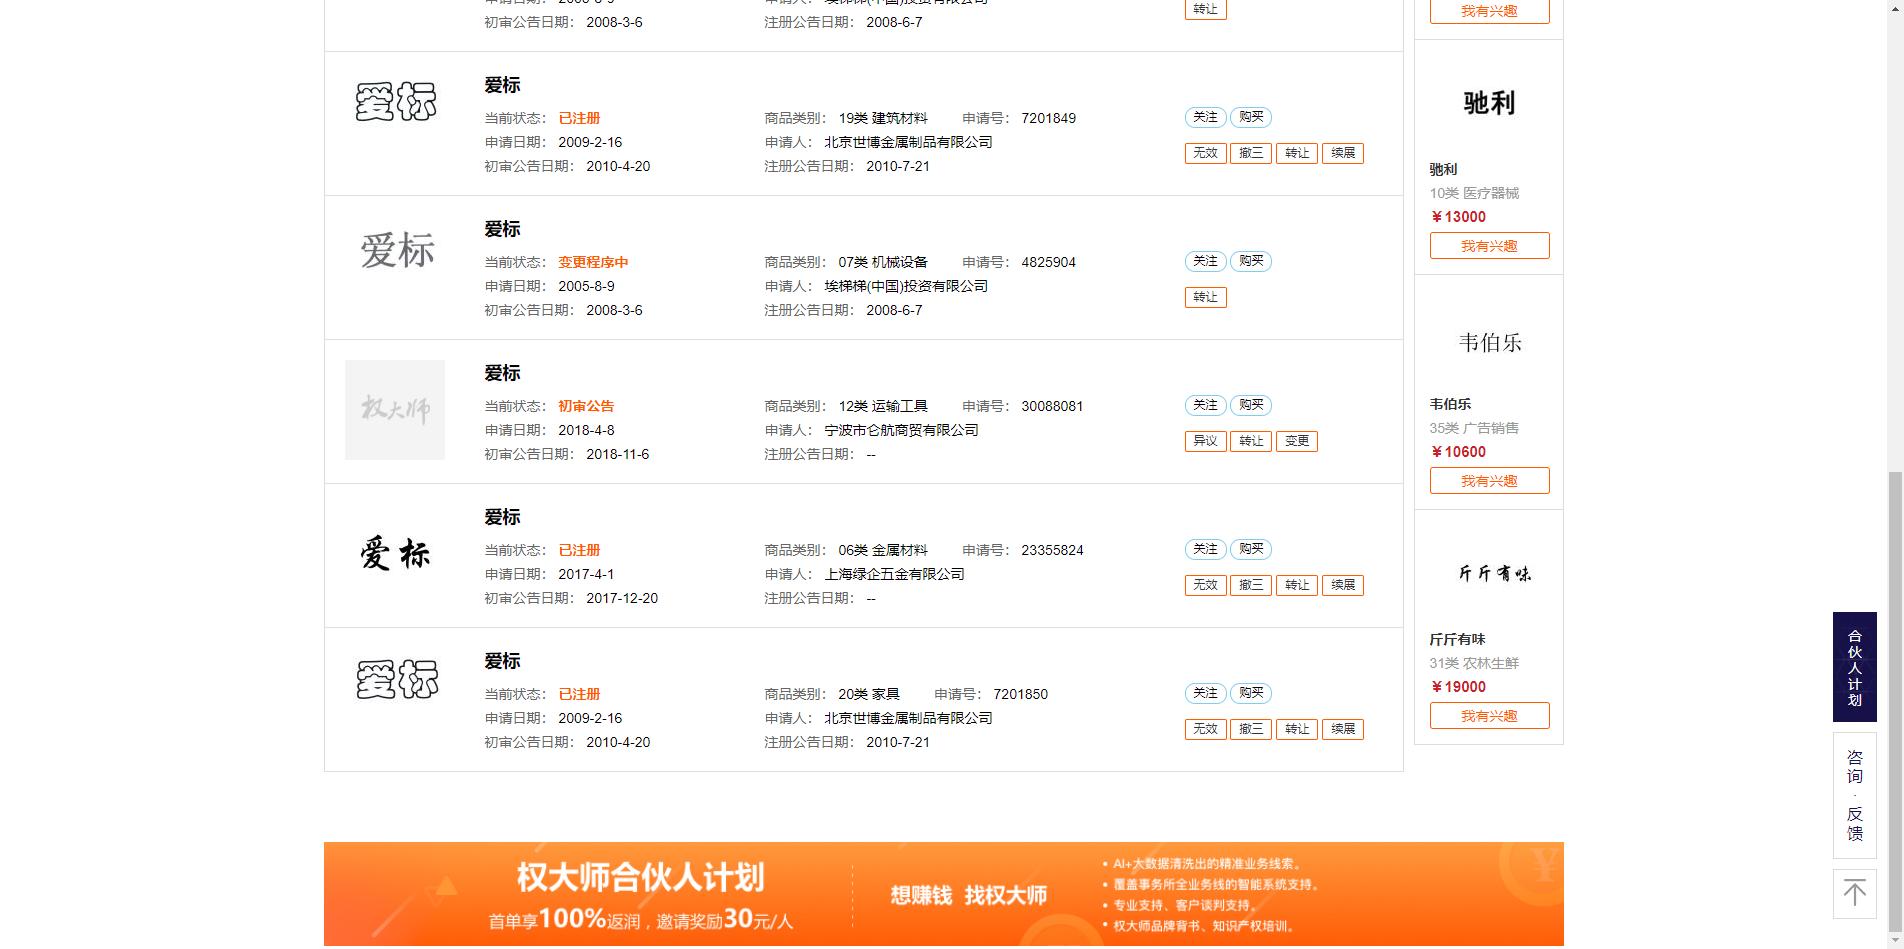 初审公告日期： 2008-3-6 注册公告日期： 2008-6-7 转让
爱标
爱标
当前状态： 已注册 商品类别： 19类 建筑材料 申请号： 7201849 关注 购买
申请日期： 2009-2-16 申请人： 北京世博金属制品有限公司 无效 撤三 转让 续展
初审公告日期： 2010-4-20 注册公告日期： 2010-7-21
爱标
爱标
当前状态： 变更程序中 商品类别： 07类 机械设备 申请号： 4825904 关注 购买
申请日期： 2005-8-9 申请人： 埃梯梯(中国)投资有限公司 转让
初审公告日期： 2008-3-6 注册公告日期： 2008-6-7
权大师
爱标
当前状态： 初审公告 商品类别： 12类 运输工具 申请号： 30088081 关注 购买
申请日期： 2018-4-8 申请人： 宁波市仑航商贸有限公司 异议 转让 变更
初审公告日期： 2018-11-6 注册公告日期： --
爱标
爱标
当前状态： 已注册 商品类别： 06类 金属材料 申请号： 23355824 关注 购买
申请日期： 2017-4-1 申请人： 上海绿企五金有限公司 无效 撤三 转让 续展
初审公告日期： 2017-12-20 注册公告日期： --
爱标
爱标
当前状态： 已注册 商品类别： 20类 家具 申请号： 7201850 关注 购买
申请日期： 2009-2-16 申请人： 北京世博金属制品有限公司 无效 撤三 转让 续展
初审公告日期： 2010-4-20 注册公告日期： 2010-7-21
我有兴趣
驰利
驰利
10类 医疗器械
￥13000
我有兴趣
韦伯乐
韦伯乐
35类 广告销售
￥10600
我有兴趣
斤斤有味
斤斤有味
31类 农林生鲜
￥19000
我有兴趣
合伙人计划
咨询·反馈
权大师合伙人计划
首单享100%返润，邀请奖励30元/人
想赚钱 找权大师
• AI+大数据清洗出的精准业务线索。
• 覆盖事务所全业务线的智能系统支持。
• 专业支持、客户谈判支持。
• 权大师品牌背书、知识产权培训。